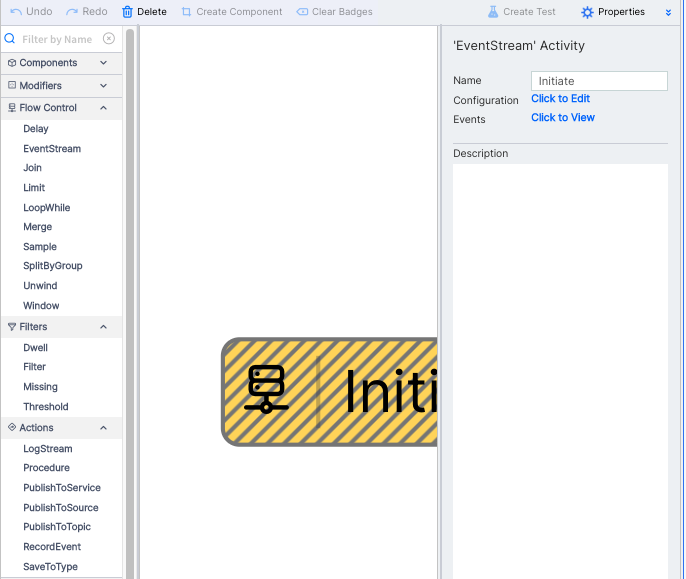 Undo Redo Delete Create Component Clear Badges Create Test Properties
Filter by Name
Components
Modifiers
Flow Control
Delay
EventStream
Join
Limit
LoopWhile
Merge
Sample
SplitByGroup
Unwind
Window
Filters
Dwell
Filter
Missing
Threshold
Actions
LogStream
Procedure
PublishToService
PublishToSource
PublishToTopic
RecordEvent
SaveToType
Initi
'EventStream' Activity
Name Initiate
Configuration Click to Edit
Events Click to View
Description